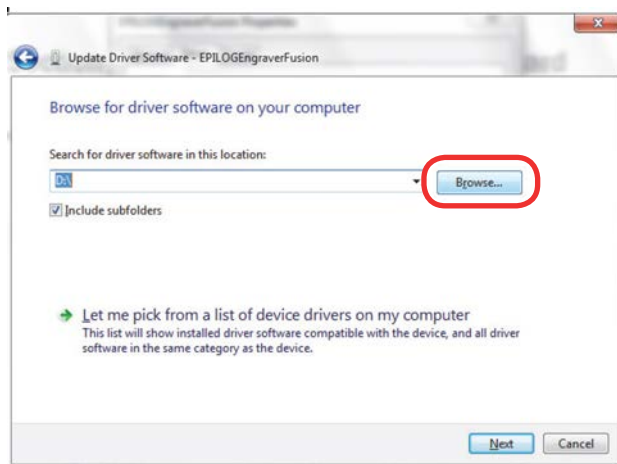 Update Driver Software - EPILOGEngraverFusion
Browse for driver software on your computer
Search for driver software in this location:
D:\
Browse...
Include subfolders
Let me pick from a list of device drivers on my computer
This list will show installed driver software compatible with the device, and all driver
software in the same category as the device.
Next
Cancel